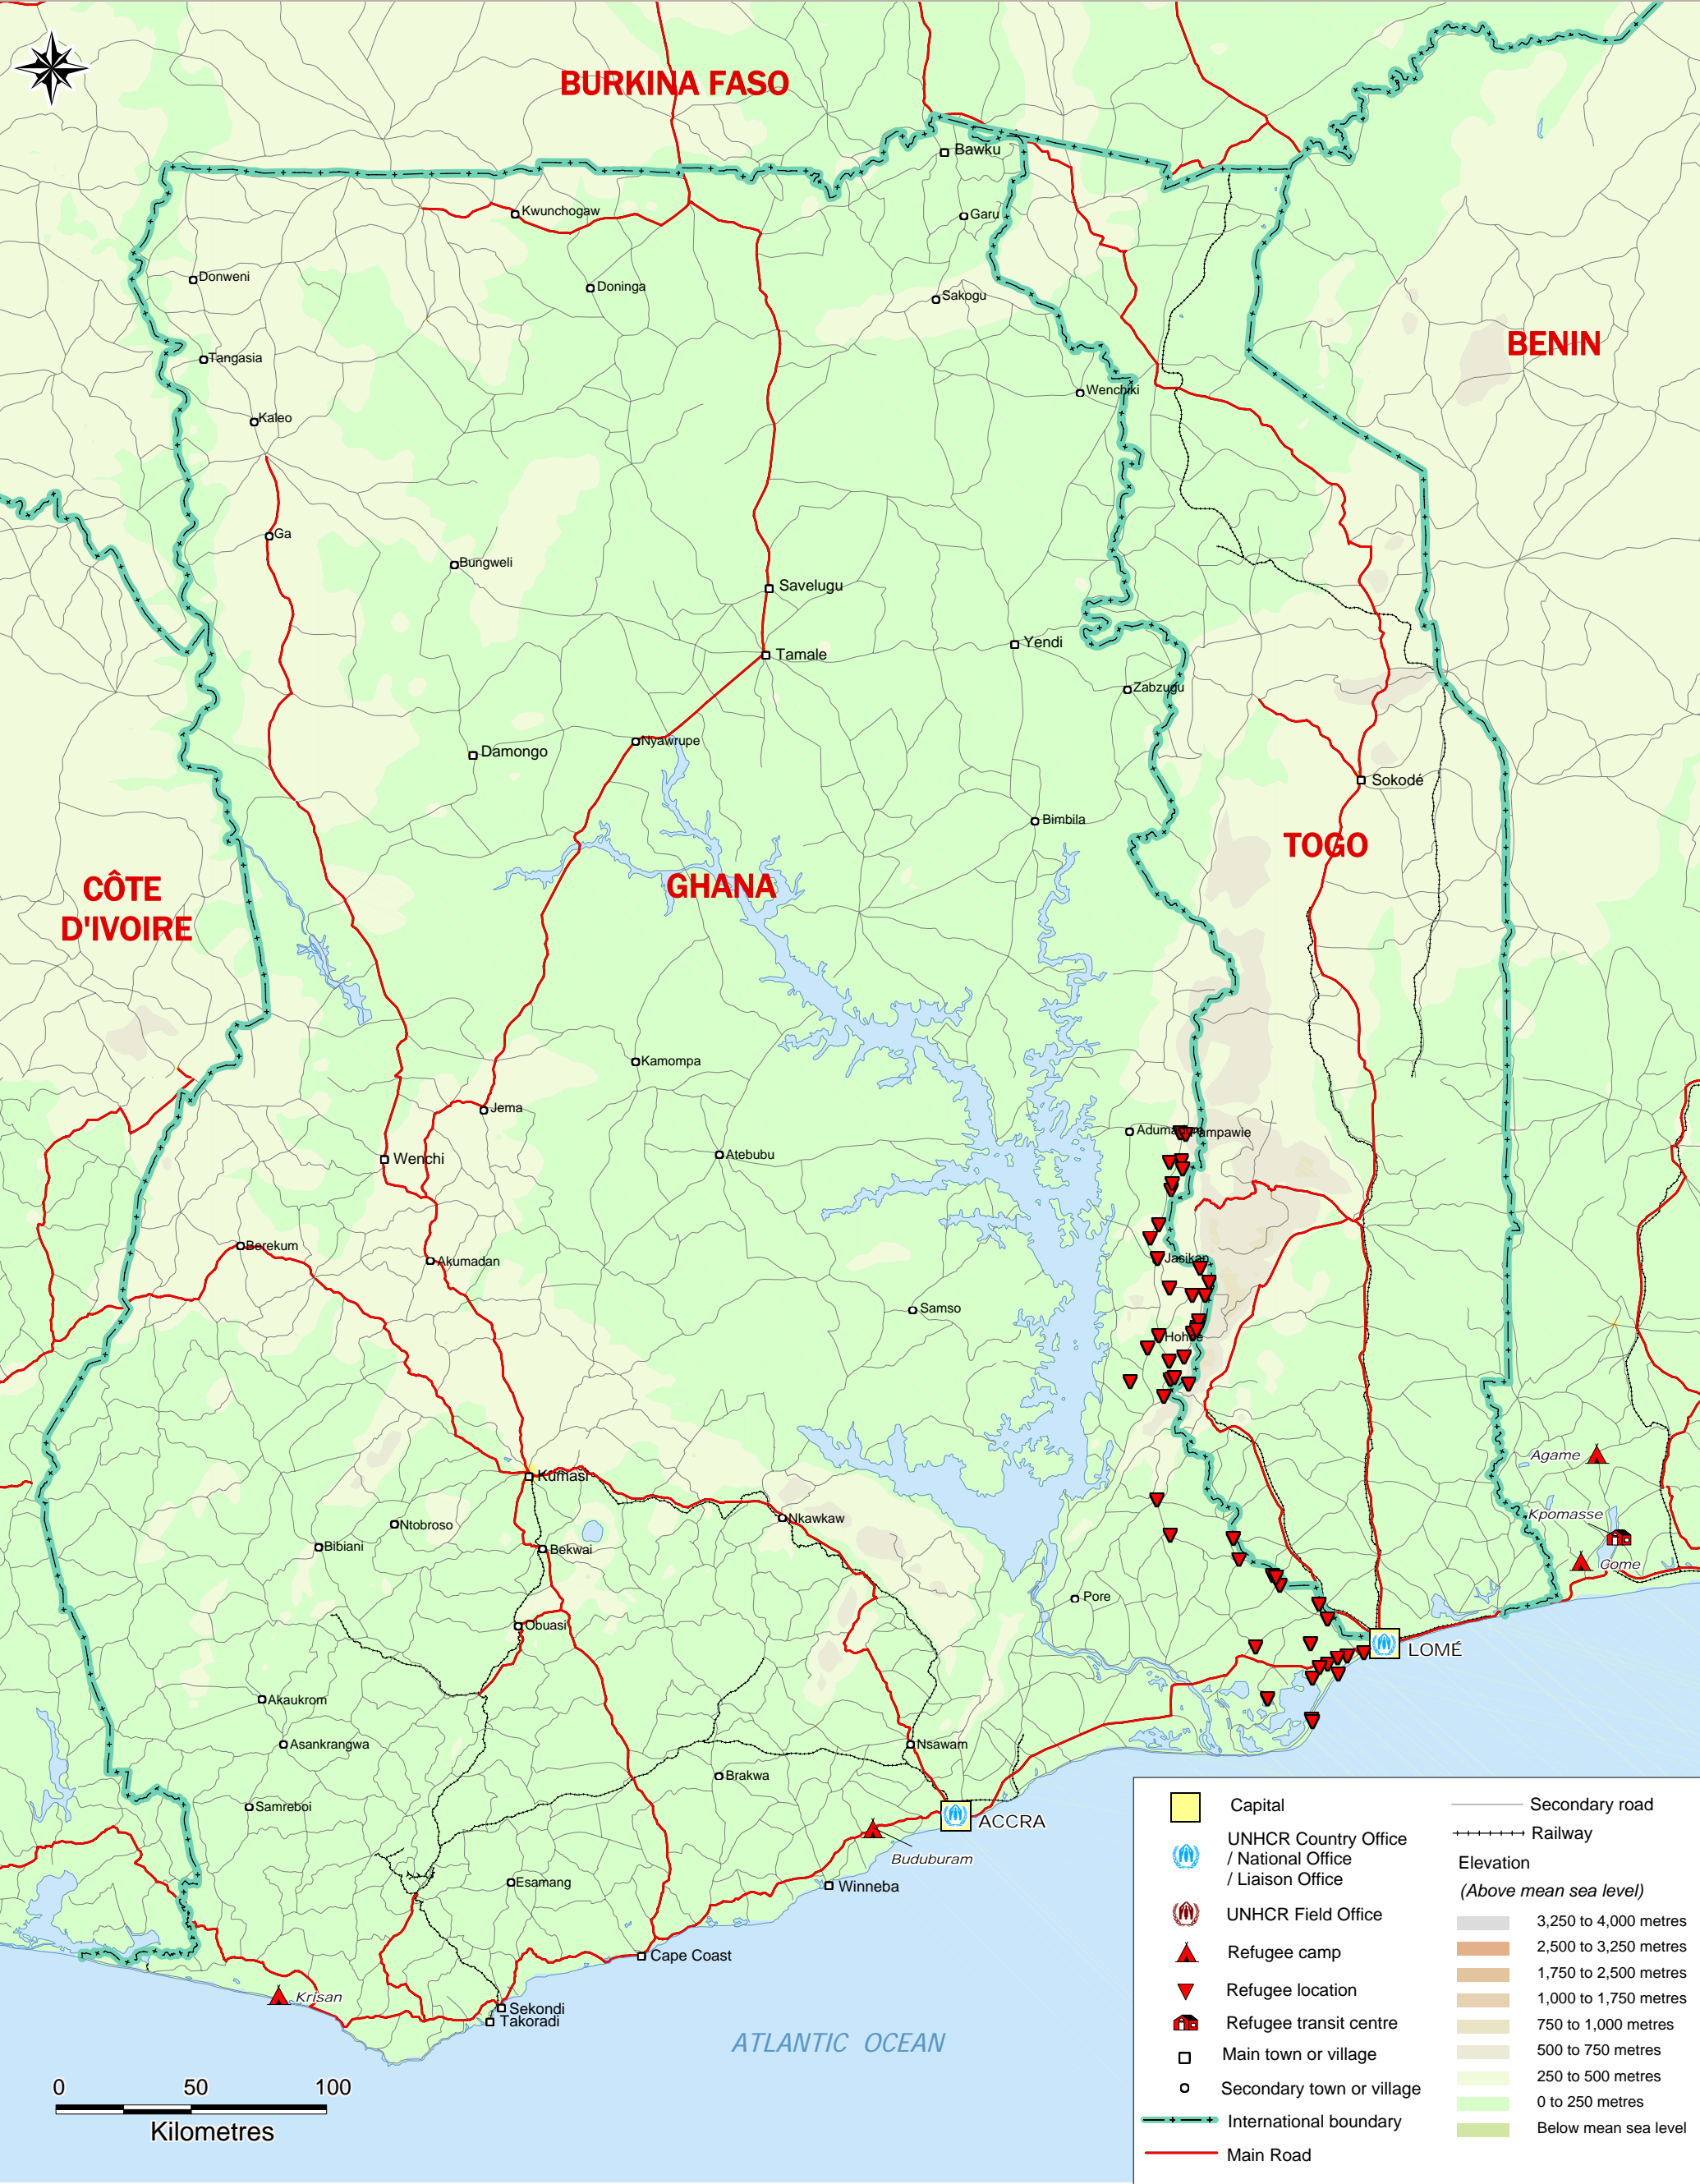 BURKINA FASO
Bawku
Kwunchogaw
Garu
Donweni
Doninga
Sakogu
BENIN
Tangasia
Wenchiki
Kaleo
Ga
Bungweli
Savelugu
Yendi
Tamale
Zabzugu
Nyawrupe
Damongo
Sokodé
Bimbila
TOGO
CÔTE
D'IVOIRE
GHANA
Kamompa
Jema
Pampawie
Atebubu
Wenchi
Berekum
Akumadan
Jasikan
Samso
Hohoe
Agame
Kumasi
Kpomasse
Nkawkaw
Ntobroso
Bibiani
Bekwai
Come
Pore
Obuasi
LOMÉ
Akaukrom
Asankrangwa
Nsawam
Brakwa
Samreboi
ACCRA
Buduburam
Esamang
Winneba
Cape Coast
Krisan
Sekondi
Takoradi
ATLANTIC OCEAN
0 50 100
Kilometres
Capital
UNHCR Country Office
/ National Office
/ Liaison Office
UNHCR Field Office
Refugee camp
Refugee location
Refugee transit centre
Main town or village
Secondary town or village
International boundary
Main Road
Secondary road
Railway
Elevation
(Above mean sea level)
3,250 to 4,000 metres
2,500 to 3,250 metres
1,750 to 2,500 metres
1,000 to 1,750 metres
750 to 1,000 metres
500 to 750 metres
250 to 500 metres
0 to 250 metres
Below mean sea level